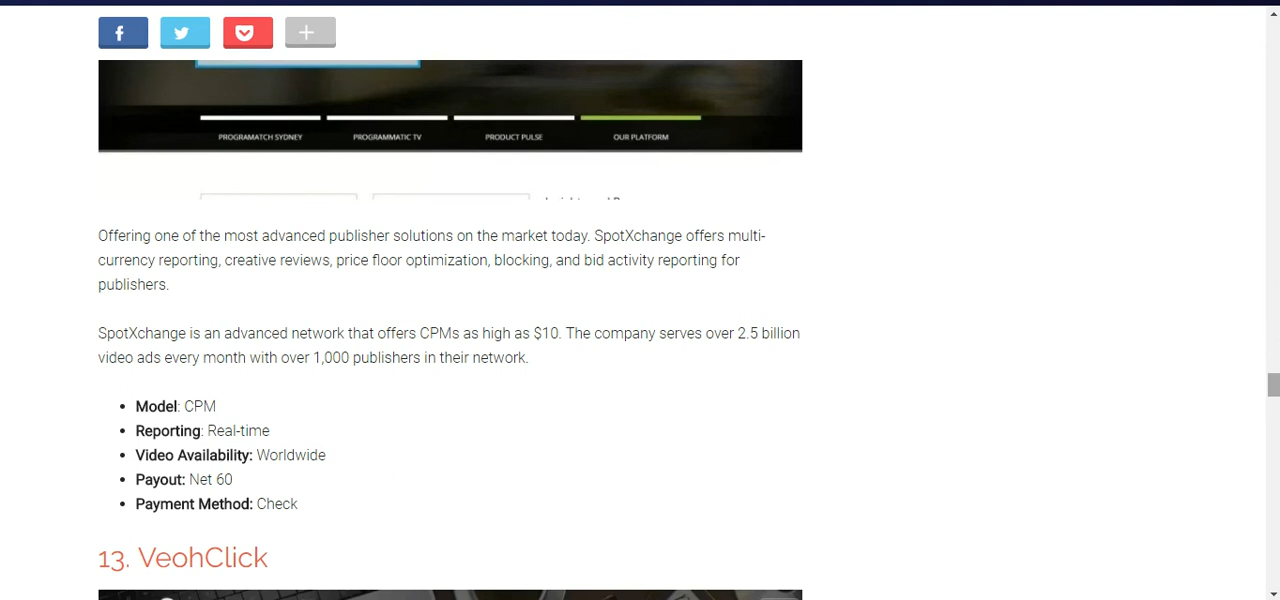 PROGRAMATCH SYDNEY PROGRAMMATIC TV PRODUCT PULSE OUR PLATFORM
Offering one of the most advanced publisher solutions on the market today. SpotXchange offers multi-
currency reporting, creative reviews, price floor optimization, blocking, and bid activity reporting for
publishers.
SpotXchange is an advanced network that offers CPMs as high as $10. The company serves over 2.5 billion
video ads every month with over 1,000 publishers in their network.
• Model: CPM
• Reporting: Real-time
• Video Availability: Worldwide
• Payout: Net 60
• Payment Method: Check
13. VeohClick